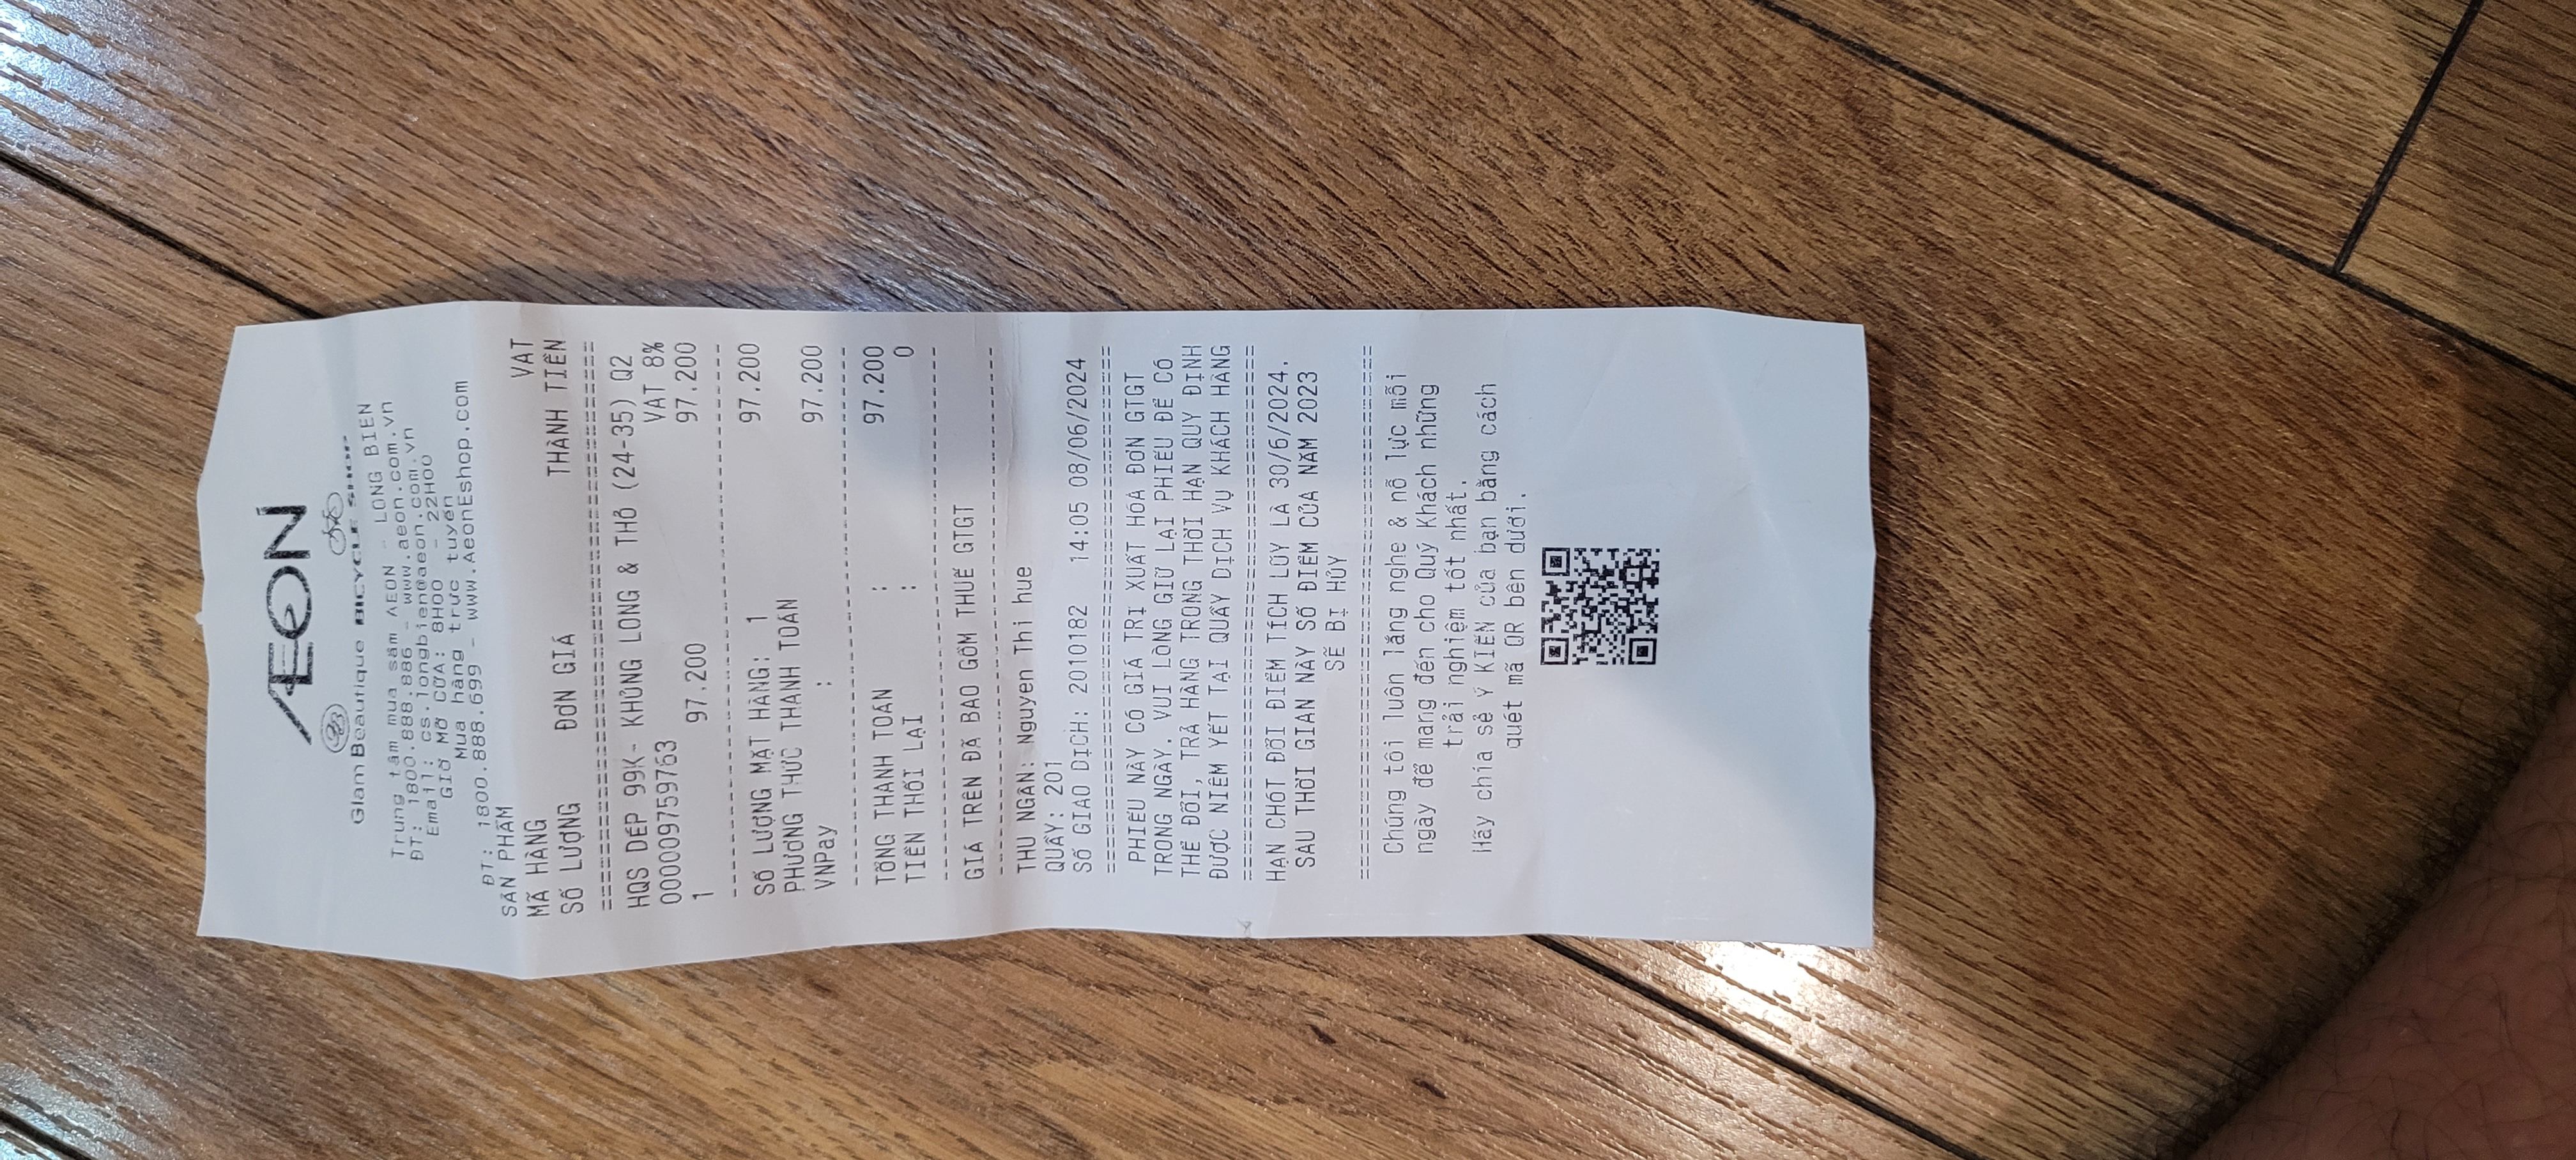 ÆON
Glam Beautique BICYCLE SHOP
Trung tâm mua sắm AEON - LONG BIEN
ĐT: 1800.888.886 - www.aeon.com.vn
Email: cs.longbien@aeon.com.vn
GIỜ MỞ CỬA: 8H00 - 22H00
Mua hàng trực tuyến
ĐT: 1800.888.699 - www.AeonEshop.com
SẢN PHẨM
MÃ HÀNG VAT
SỐ LƯỢNG ĐƠN GIÁ THÀNH TIỀN
HQS DÉP 99K- KHỦNG LONG & THỎ (24-35) Q2
000009759763 VAT 8%
1 97.200 97.200
SỐ LƯỢNG MẶT HÀNG: 1 97.200
PHƯƠNG THỨC THANH TOÁN
VNPay : 97.200
TỔNG THANH TOÁN : 97.200
TIỀN THỐI LẠI : 0
GIÁ TRÊN ĐÃ BAO GỒM THUẾ GTGT
THU NGÂN: Nguyen Thi hue
QUẦY: 201
SỐ GIAO DỊCH: 2010182 14:05 08/06/2024
PHIẾU NÀY CÓ GIÁ TRỊ XUẤT HÓA ĐƠN GTGT
TRONG NGÀY. VUI LÒNG GIỮ LẠI PHIẾU ĐỂ CÓ
THỂ ĐỔI, TRẢ HÀNG TRONG THỜI HẠN QUY ĐỊNH
ĐƯỢC NIÊM YẾT TẠI QUẦY DỊCH VỤ KHÁCH HÀNG
HẠN CHÓT ĐỔI ĐIỂM TÍCH LŨY LÀ 30/6/2024.
SAU THỜI GIAN NÀY SỐ ĐIỂM CỦA NĂM 2023
SẼ BỊ HỦY
Chúng tôi luôn lắng nghe & nỗ lực mỗi
ngày để mang đến cho Quý Khách những
trải nghiệm tốt nhất.
Hãy chia sẻ Ý KIẾN của bạn bằng cách
quét mã QR bên dưới.